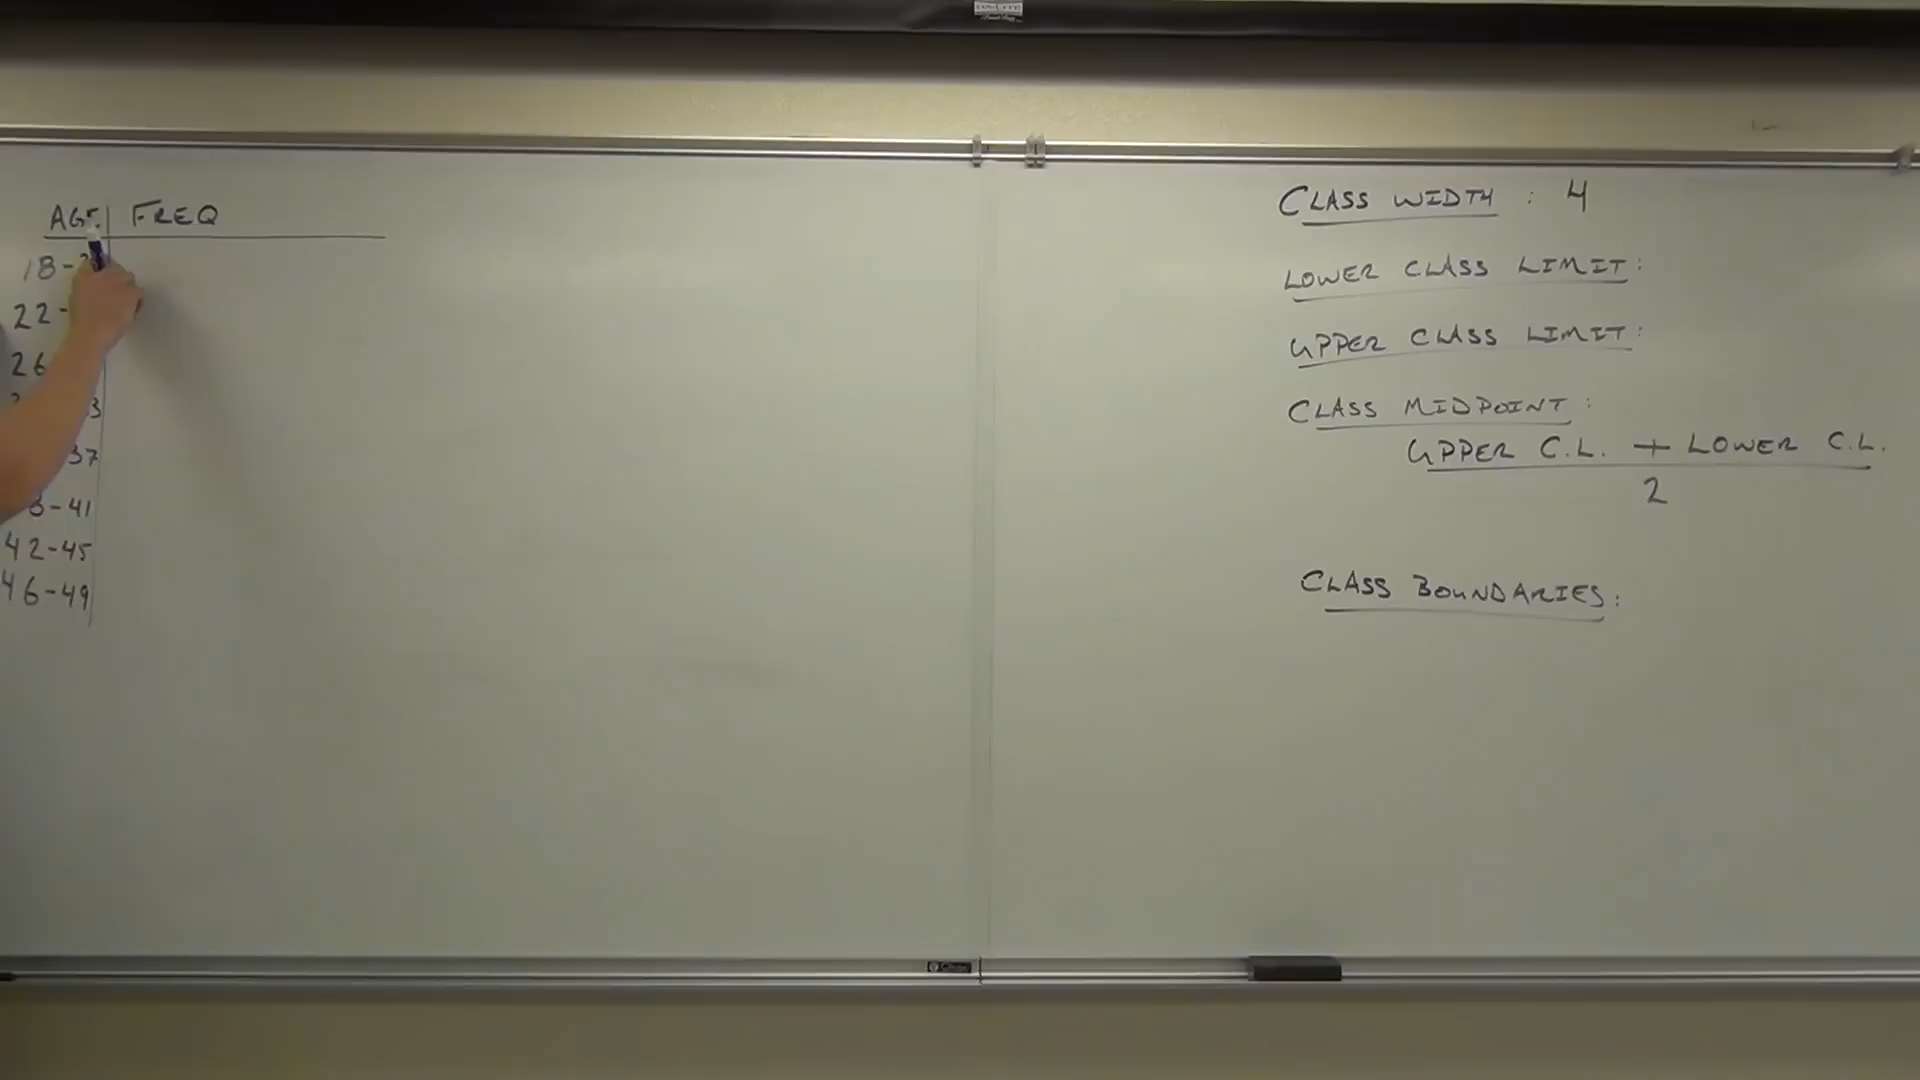 AGE FREQ
18-
22-
26
3
37
8-41
42-45
46-49
CLASS WIDTH : 4
LOWER CLASS LIMIT:
UPPER CLASS LIMIT:
CLASS MIDPOINT:
UPPER C.L. + LOWER C.L.
2
CLASS BOUNDARIES: